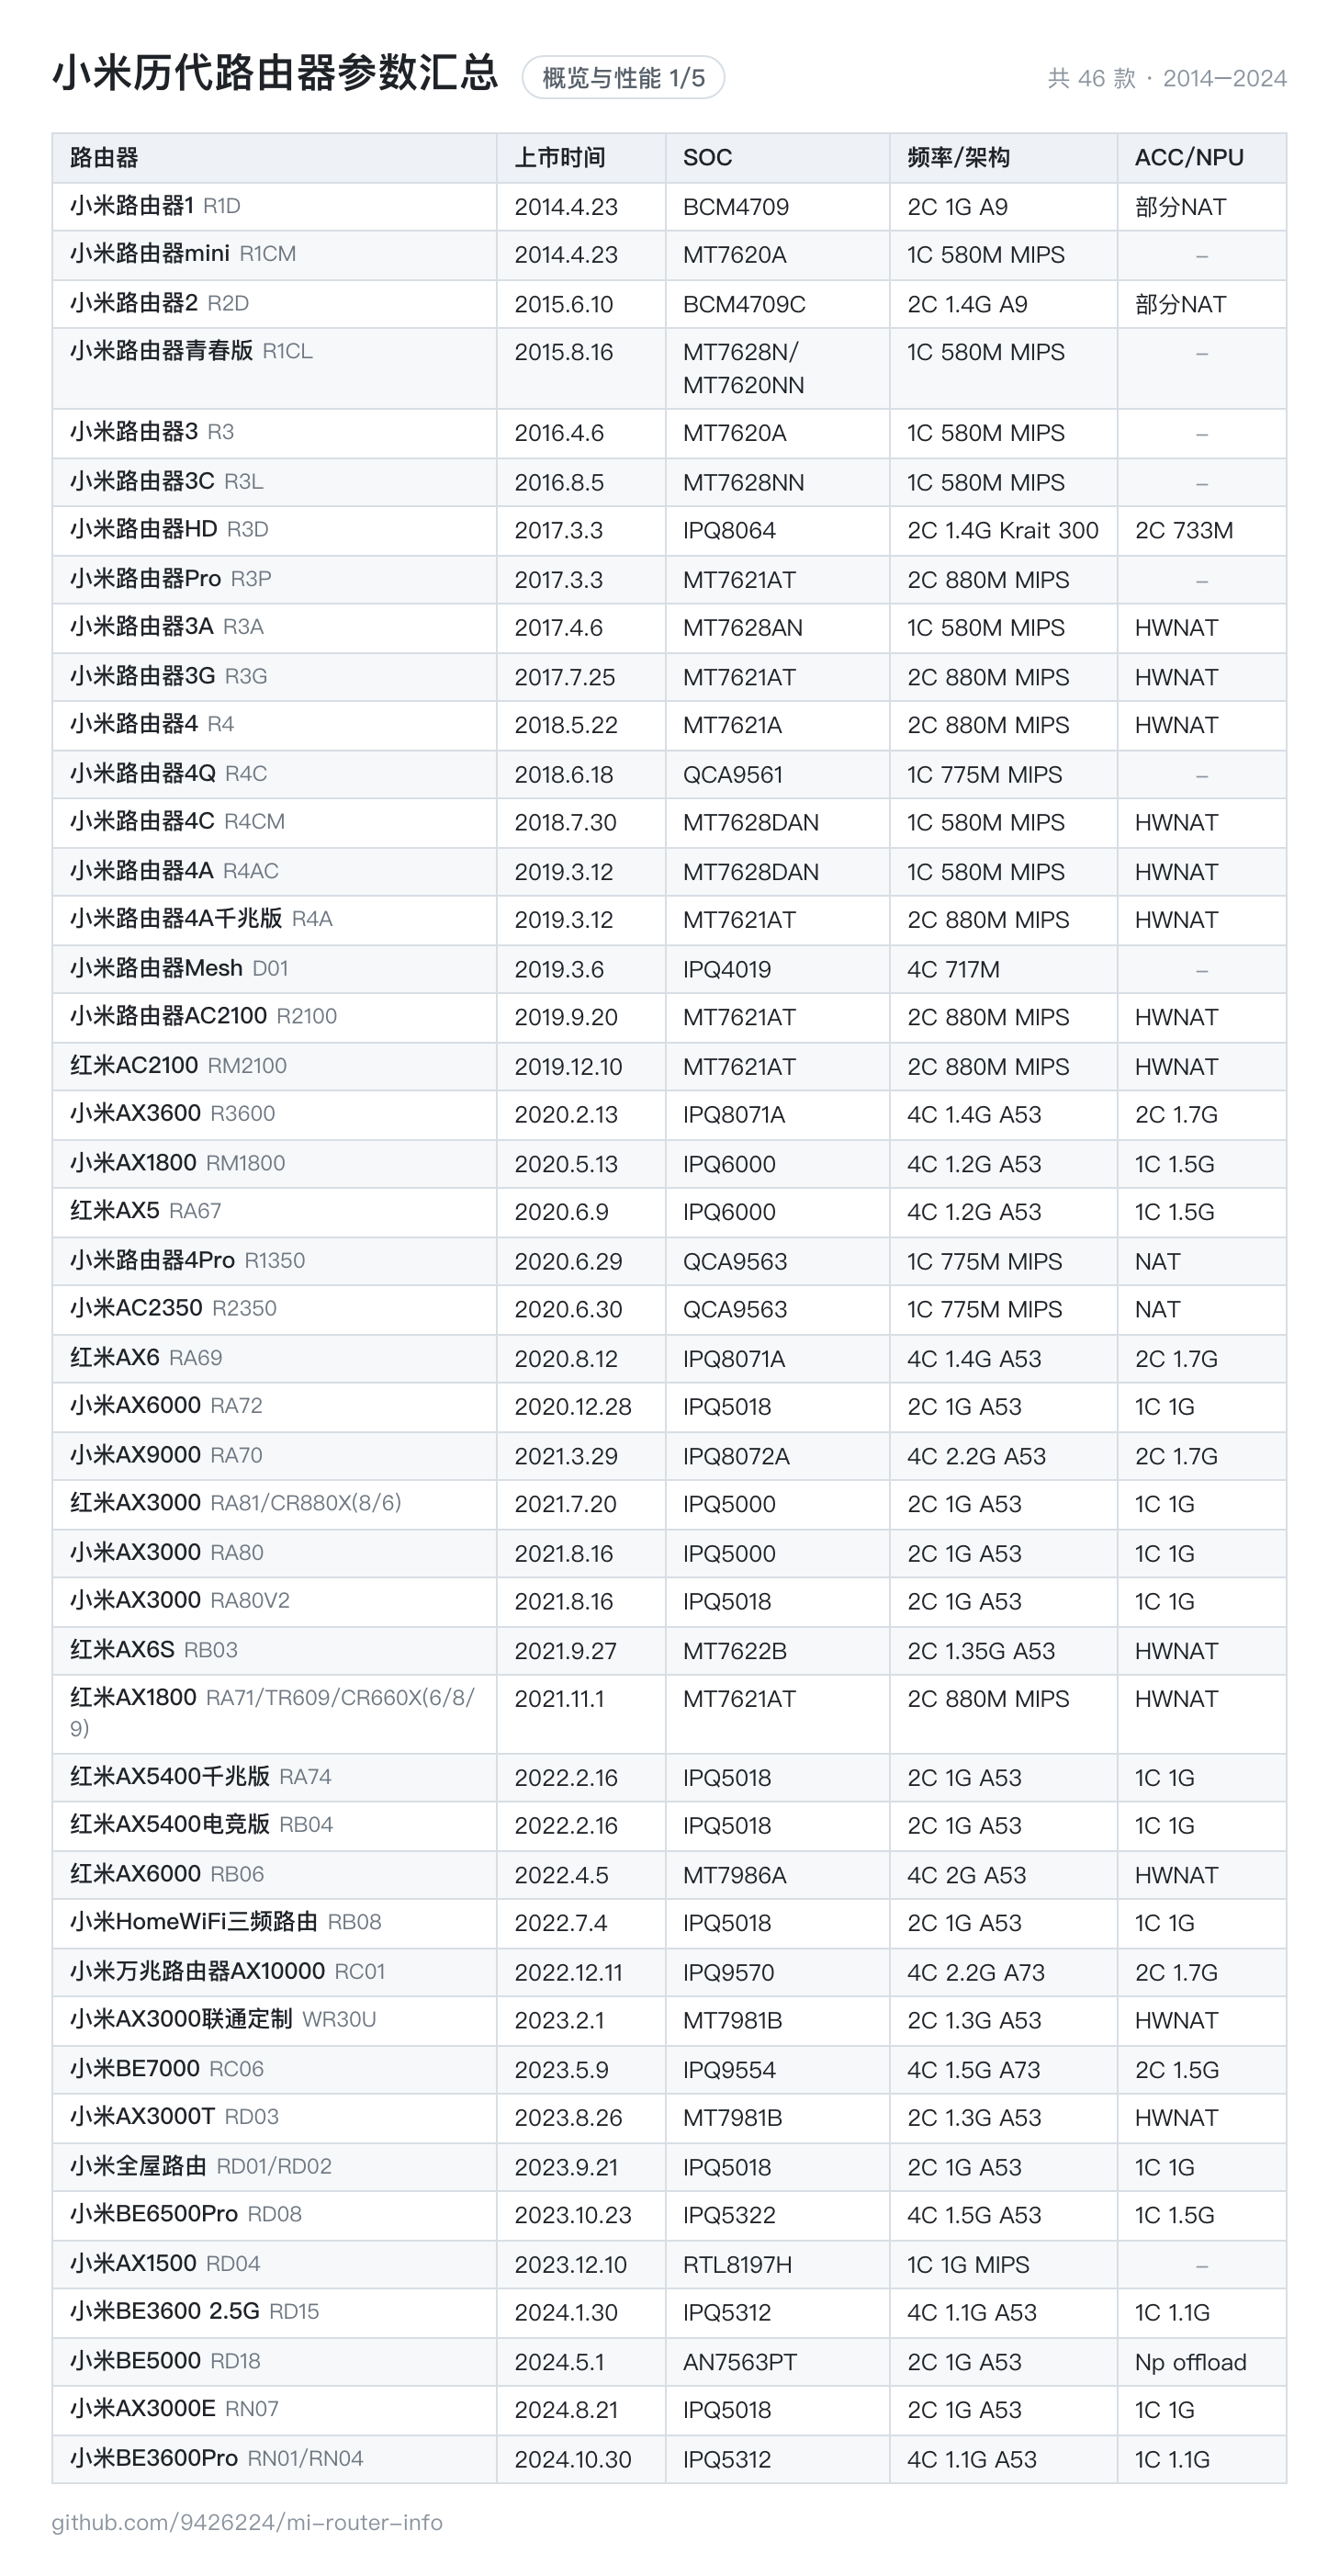 小米历代路由器参数汇总 概览与性能 1/5 共 46 款 · 2014—2024
路由器 上市时间 SOC 频率/架构 ACC/NPU
小米路由器1 R1D 2014.4.23 BCM4709 2C 1G A9 部分NAT
小米路由器mini R1CM 2014.4.23 MT7620A 1C 580M MIPS –
小米路由器2 R2D 2015.6.10 BCM4709C 2C 1.4G A9 部分NAT
小米路由器青春版 R1CL 2015.8.16 MT7628N/ 1C 580M MIPS –
MT7620NN
小米路由器3 R3 2016.4.6 MT7620A 1C 580M MIPS –
小米路由器3C R3L 2016.8.5 MT7628NN 1C 580M MIPS –
小米路由器HD R3D 2017.3.3 IPQ8064 2C 1.4G Krait 300 2C 733M
小米路由器Pro R3P 2017.3.3 MT7621AT 2C 880M MIPS –
小米路由器3A R3A 2017.4.6 MT7628AN 1C 580M MIPS HWNAT
小米路由器3G R3G 2017.7.25 MT7621AT 2C 880M MIPS HWNAT
小米路由器4 R4 2018.5.22 MT7621A 2C 880M MIPS HWNAT
小米路由器4Q R4C 2018.6.18 QCA9561 1C 775M MIPS –
小米路由器4C R4CM 2018.7.30 MT7628DAN 1C 580M MIPS HWNAT
小米路由器4A R4AC 2019.3.12 MT7628DAN 1C 580M MIPS HWNAT
小米路由器4A千兆版 R4A 2019.3.12 MT7621AT 2C 880M MIPS HWNAT
小米路由器Mesh D01 2019.3.6 IPQ4019 4C 717M –
小米路由器AC2100 R2100 2019.9.20 MT7621AT 2C 880M MIPS HWNAT
红米AC2100 RM2100 2019.12.10 MT7621AT 2C 880M MIPS HWNAT
小米AX3600 R3600 2020.2.13 IPQ8071A 4C 1.4G A53 2C 1.7G
小米AX1800 RM1800 2020.5.13 IPQ6000 4C 1.2G A53 1C 1.5G
红米AX5 RA67 2020.6.9 IPQ6000 4C 1.2G A53 1C 1.5G
小米路由器4Pro R1350 2020.6.29 QCA9563 1C 775M MIPS NAT
小米AC2350 R2350 2020.6.30 QCA9563 1C 775M MIPS NAT
红米AX6 RA69 2020.8.12 IPQ8071A 4C 1.4G A53 2C 1.7G
小米AX6000 RA72 2020.12.28 IPQ5018 2C 1G A53 1C 1G
小米AX9000 RA70 2021.3.29 IPQ8072A 4C 2.2G A53 2C 1.7G
红米AX3000 RA81/CR880X(8/6) 2021.7.20 IPQ5000 2C 1G A53 1C 1G
小米AX3000 RA80 2021.8.16 IPQ5000 2C 1G A53 1C 1G
小米AX3000 RA80V2 2021.8.16 IPQ5018 2C 1G A53 1C 1G
红米AX6S RB03 2021.9.27 MT7622B 2C 1.35G A53 HWNAT
红米AX1800 RA71/TR609/CR660X(6/8/ 2021.11.1 MT7621AT 2C 880M MIPS HWNAT
9)
红米AX5400千兆版 RA74 2022.2.16 IPQ5018 2C 1G A53 1C 1G
红米AX5400电竞版 RB04 2022.2.16 IPQ5018 2C 1G A53 1C 1G
红米AX6000 RB06 2022.4.5 MT7986A 4C 2G A53 HWNAT
小米HomeWiFi三频路由 RB08 2022.7.4 IPQ5018 2C 1G A53 1C 1G
小米万兆路由器AX10000 RC01 2022.12.11 IPQ9570 4C 2.2G A73 2C 1.7G
小米AX3000联通定制 WR30U 2023.2.1 MT7981B 2C 1.3G A53 HWNAT
小米BE7000 RC06 2023.5.9 IPQ9554 4C 1.5G A73 2C 1.5G
小米AX3000T RD03 2023.8.26 MT7981B 2C 1.3G A53 HWNAT
小米全屋路由 RD01/RD02 2023.9.21 IPQ5018 2C 1G A53 1C 1G
小米BE6500Pro RD08 2023.10.23 IPQ5322 4C 1.5G A53 1C 1.5G
小米AX1500 RD04 2023.12.10 RTL8197H 1C 1G MIPS –
小米BE3600 2.5G RD15 2024.1.30 IPQ5312 4C 1.1G A53 1C 1.1G
小米BE5000 RD18 2024.5.1 AN7563PT 2C 1G A53 Np offload
小米AX3000E RN07 2024.8.21 IPQ5018 2C 1G A53 1C 1G
小米BE3600Pro RN01/RN04 2024.10.30 IPQ5312 4C 1.1G A53 1C 1.1G
github.com/9426224/mi-router-info